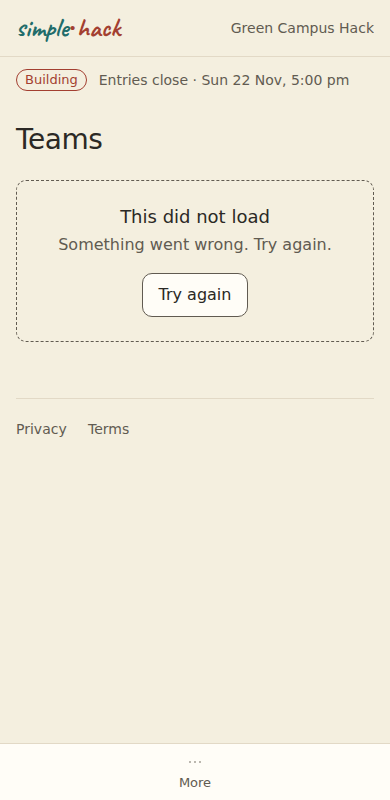 simple·hack
Green Campus Hack
Building
Entries close · Sun 22 Nov, 5:00 pm
Teams
This did not load
Something went wrong. Try again.
Try again
Privacy
Terms
…
More